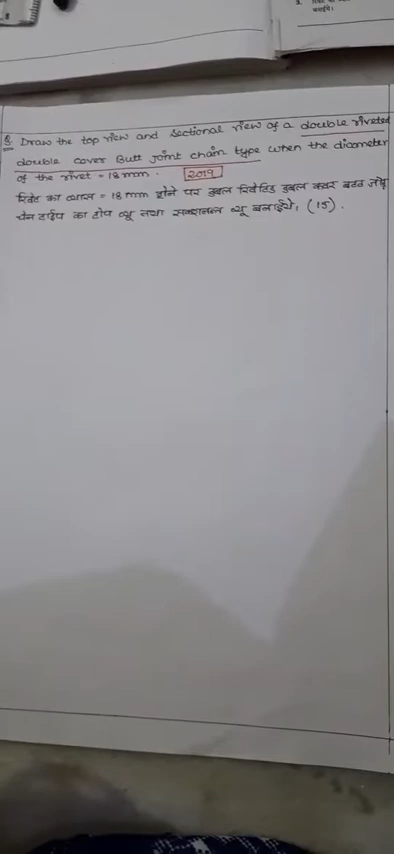 Q. Draw the top view and Sectional view of a double riveted
double cover Butt Joint chain type when the diameter
of the rivet = 18 mm. 2019
रिवेट का व्यास = 18 mm होने पर डबल रिवेटिड डबल कवर बट्ट जोड़
चेन टाईप का टोप व्यू तथा सेक्शनल व्यू बनाईये। (15).